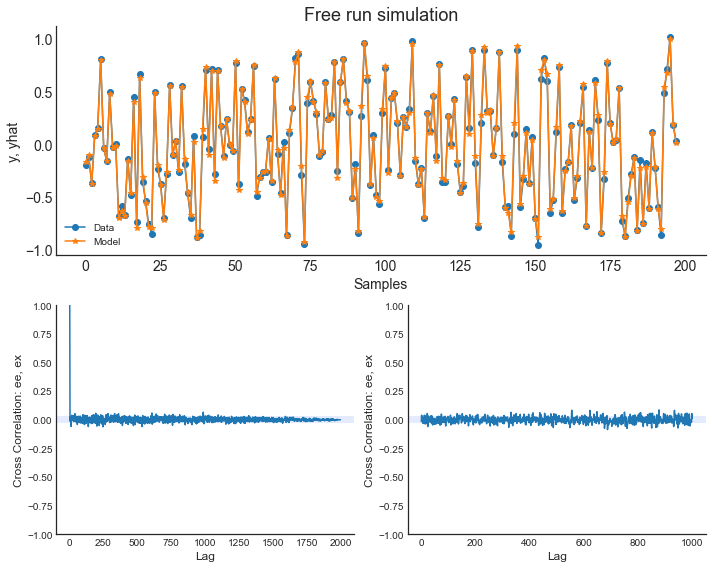 Free run simulation
y, yhat
1.0
0.5
0.0
−0.5
−1.0
Data
Model
0 25 50 75 100 125 150 175 200
Samples
Cross Correlation: ee, ex
1.00
0.75
0.50
0.25
0.00
−0.25
−0.50
−0.75
−1.00
0 250 500 750 1000 1250 1500 1750 2000
Lag
Cross Correlation: ee, ex
1.00
0.75
0.50
0.25
0.00
−0.25
−0.50
−0.75
−1.00
0 200 400 600 800 1000
Lag